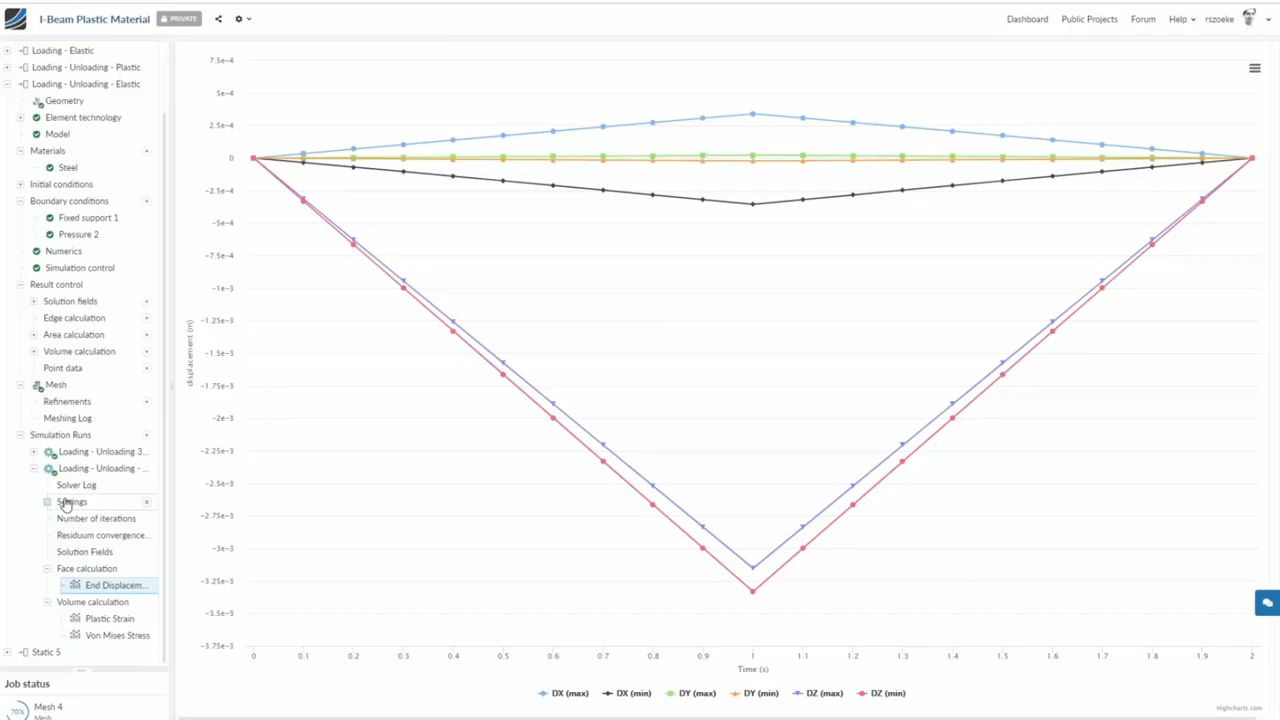 I-Beam Plastic Material
PRIVATE
Dashboard
Public Projects
Forum
Help
rszoeke
Loading - Elastic
Loading - Unloading - Plastic
Loading - Unloading - Elastic
Geometry
Element technology
Model
Materials
Steel
Initial conditions
Boundary conditions
Fixed support 1
Pressure 2
Numerics
Simulation control
Result control
Solution fields
Edge calculation
Area calculation
Volume calculation
Point data
Mesh
Refinements
Meshing Log
Simulation Runs
Loading - Unloading 3...
Loading - Unloading - ...
Solver Log
Settings
Number of iterations
Residuum convergence...
Solution Fields
Face calculation
End Displacem...
Volume calculation
Plastic Strain
Von Mises Stress
Static 5
Job status
70%
Mesh 4
Mesh
7.5e-4
5e-4
2.5e-4
0
−2.5e-4
−5e-4
−7.5e-4
−1e-3
−1.25e-3
−1.5e-3
−1.75e-3
−2e-3
−2.25e-3
−2.5e-3
−2.75e-3
−3e-3
−3.25e-3
−3.5e-3
−3.75e-3
displacement (m)
0 0.1 0.2 0.3 0.4 0.5 0.6 0.7 0.8 0.9 1 1.1 1.2 1.3 1.4 1.5 1.6 1.7 1.8 1.9 2
Time (s)
DX (max) DX (min) DY (max) DY (min) DZ (max) DZ (min)
Highcharts.com